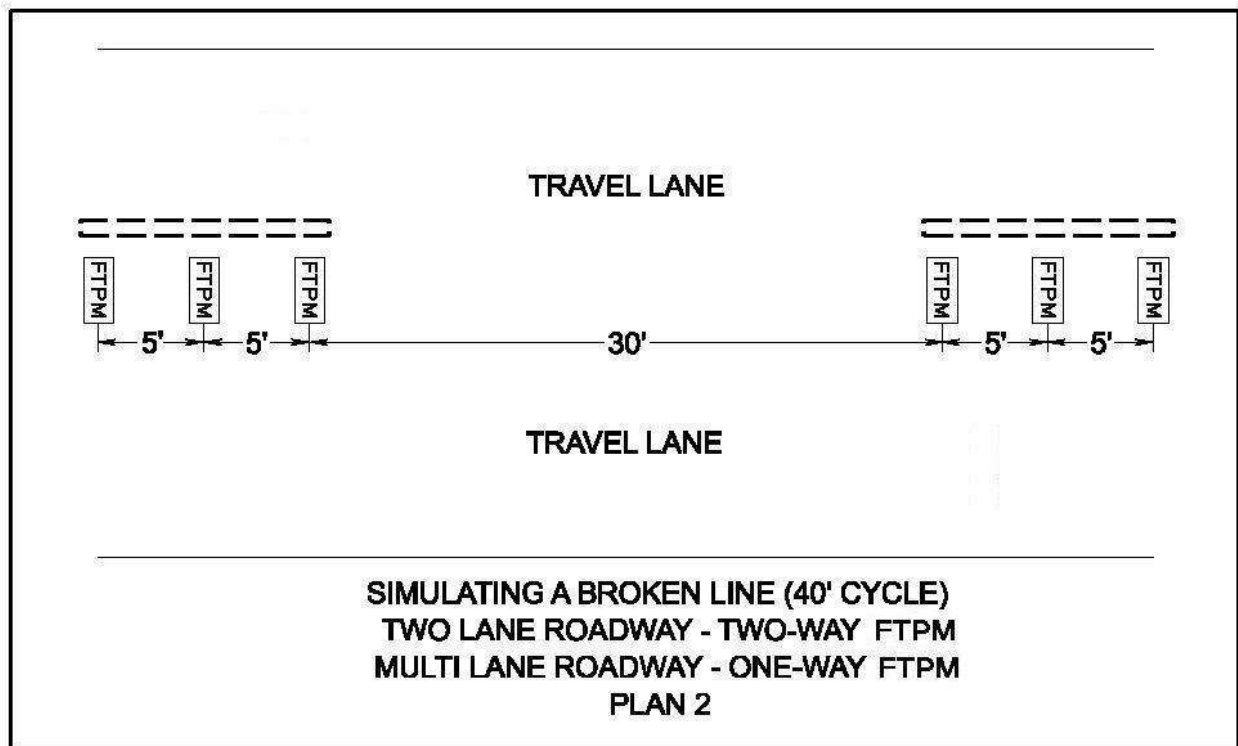 TRAVEL LANE
FTPM FTPM FTPM FTPM FTPM FTPM
5' 5' 30' 5' 5'
TRAVEL LANE
SIMULATING A BROKEN LINE (40' CYCLE)
TWO LANE ROADWAY - TWO-WAY FTPM
MULTI LANE ROADWAY - ONE-WAY FTPM
PLAN 2